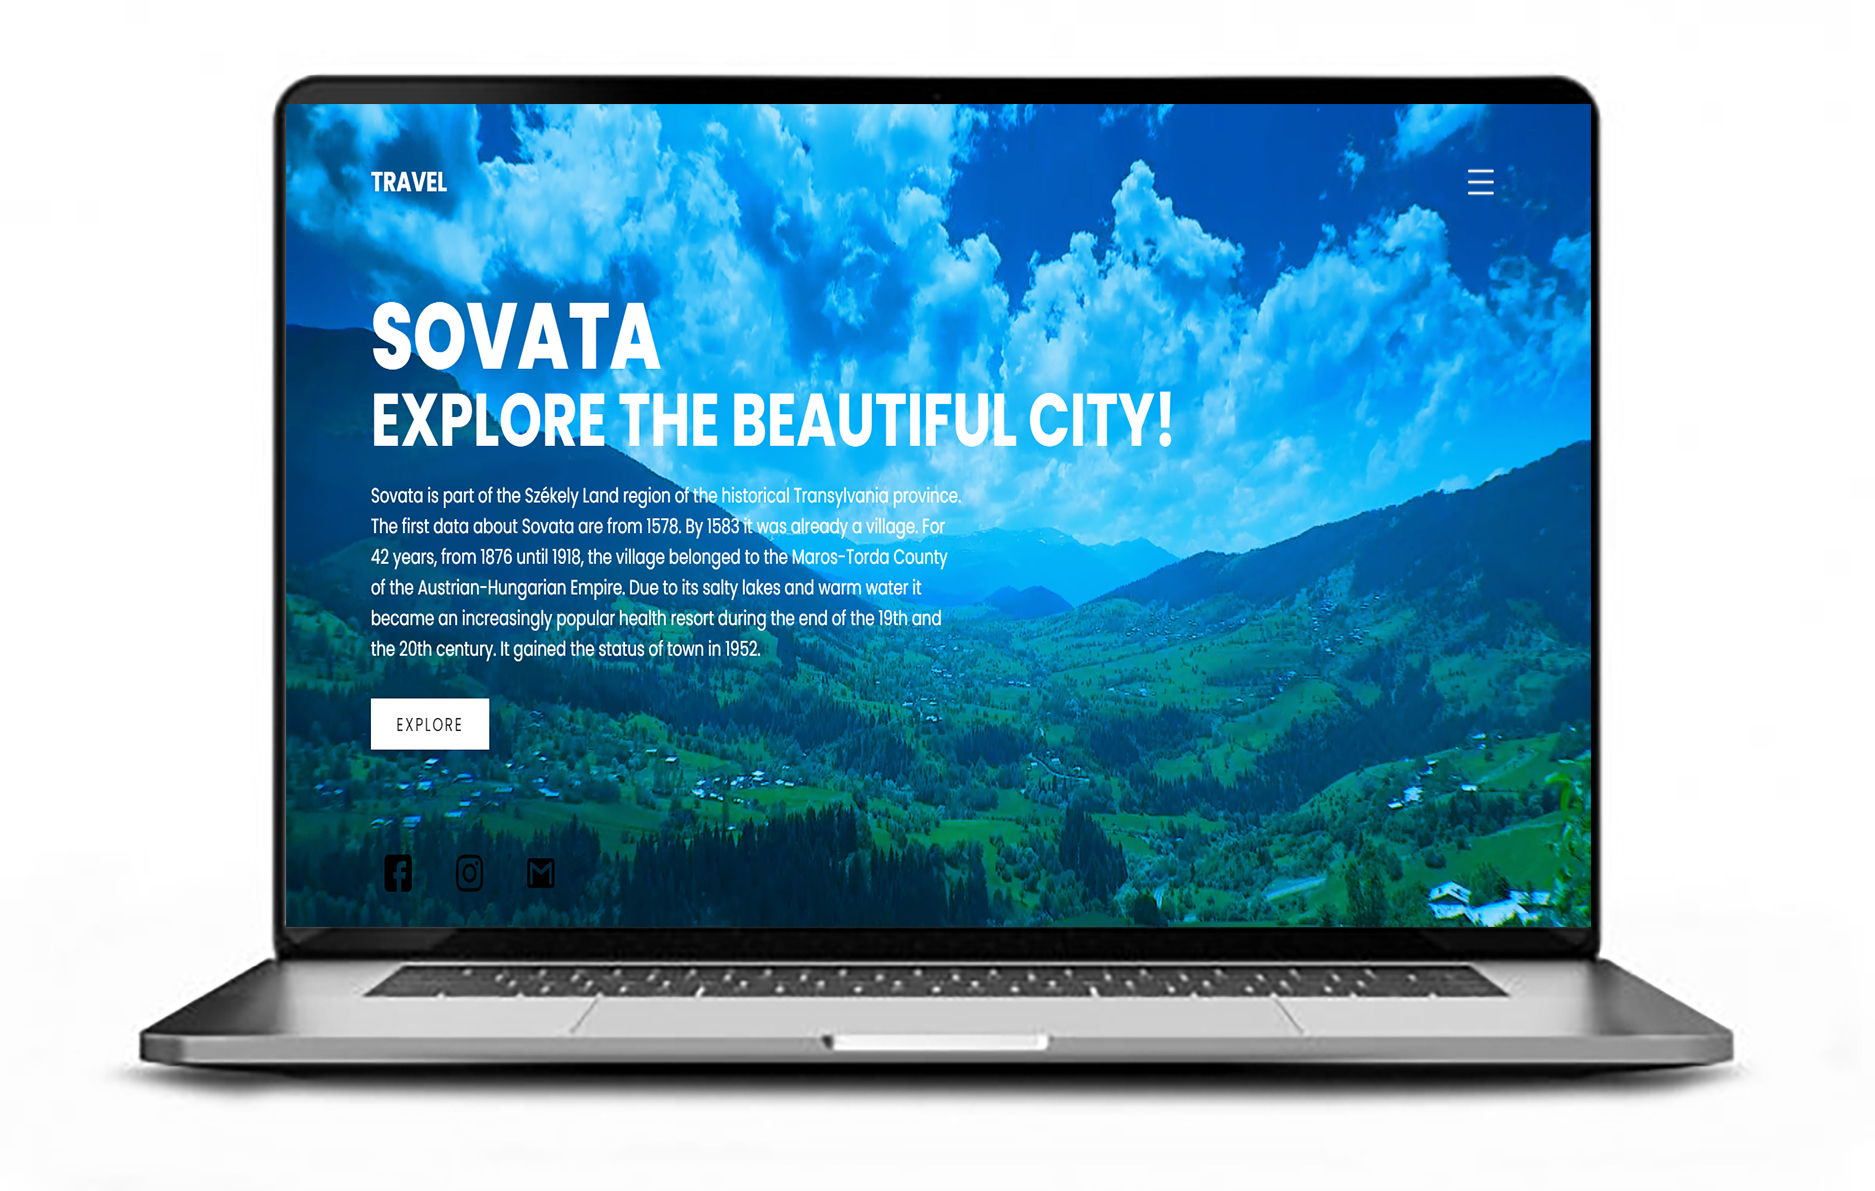 TRAVEL
SOVATA
EXPLORE THE BEAUTIFUL CITY!
Sovata is part of the Székely Land region of the historical Transylvania province.
The first data about Sovata are from 1578. By 1583 it was already a village. For
42 years, from 1876 until 1918, the village belonged to the Maros-Torda County
of the Austrian-Hungarian Empire. Due to its salty lakes and warm water it
became an increasingly popular health resort during the end of the 19th and
the 20th century. It gained the status of town in 1952.
EXPLORE